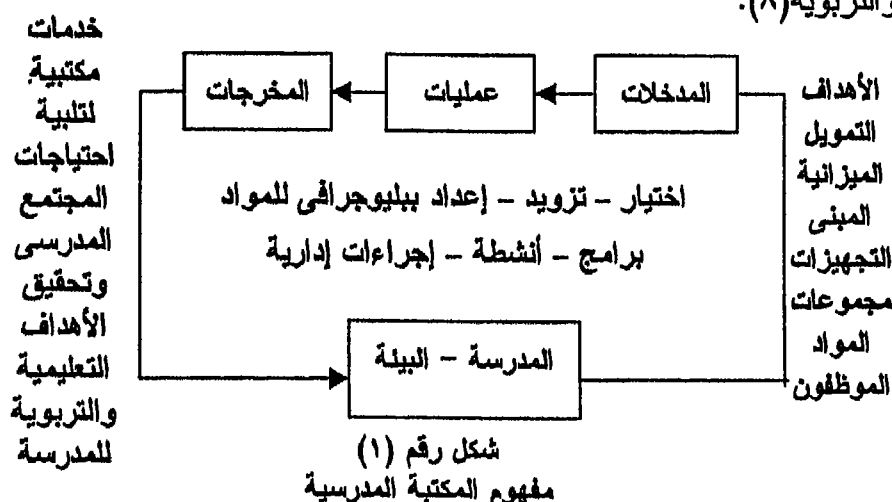 والتربوية(٨).
الأهداف
التمويل
الميزانية
المبنى
التجهيزات
مجموعات
المواد
الموظفون
المدخلات
عمليات
المخرجات
اختيار – تزويد – إعداد ببليوجرافى للمواد
برامج – أنشطة – إجراءات إدارية
المدرسة – البيئة
خدمات
مكتبية
لتلبية
احتياجات
المجتمع
المدرسى
وتحقيق
الأهداف
التعليمية
والتربوية
للمدرسة
شكل رقم (١)
مفهوم المكتبة المدرسية